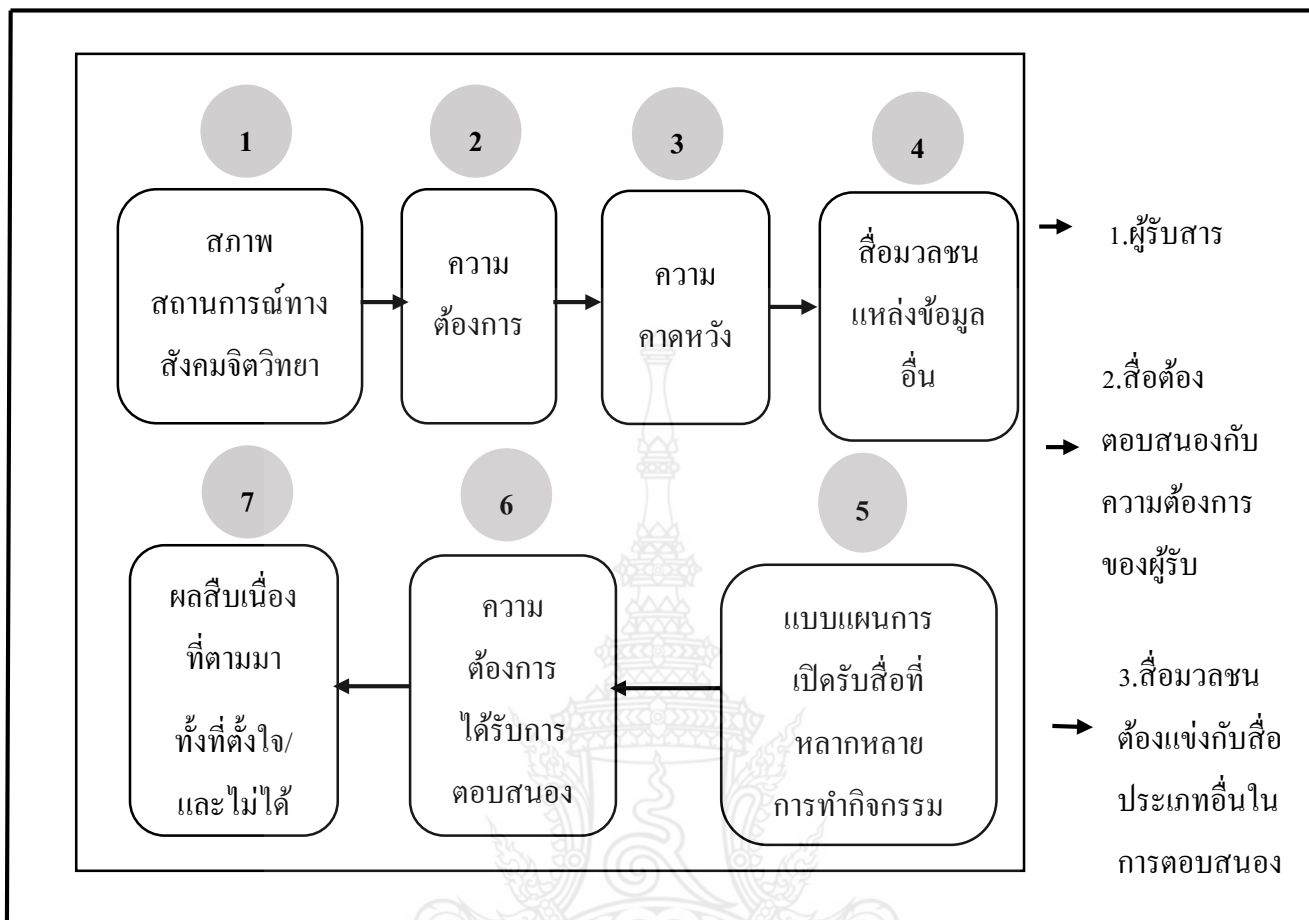 1
สภาพ
สถานการณ์ทาง
สังคมจิตวิทยา
2
ความ
ต้องการ
3
ความ
คาดหวัง
4
สื่อมวลชน
แหล่งข้อมูล
อื่น
5
แบบแผนการ
เปิดรับสื่อที่
หลากหลาย
การทำกิจกรรม
6
ความ
ต้องการ
ได้รับการ
ตอบสนอง
7
ผลสืบเนื่อง
ที่ตามมา
ทั้งที่ตั้งใจ/
และไม่ได้
1.ผู้รับสาร
2.สื่อต้อง
ตอบสนองกับ
ความต้องการ
ของผู้รับ
3.สื่อมวลชน
ต้องแข่งกับสื่อ
ประเภทอื่นใน
การตอบสนอง